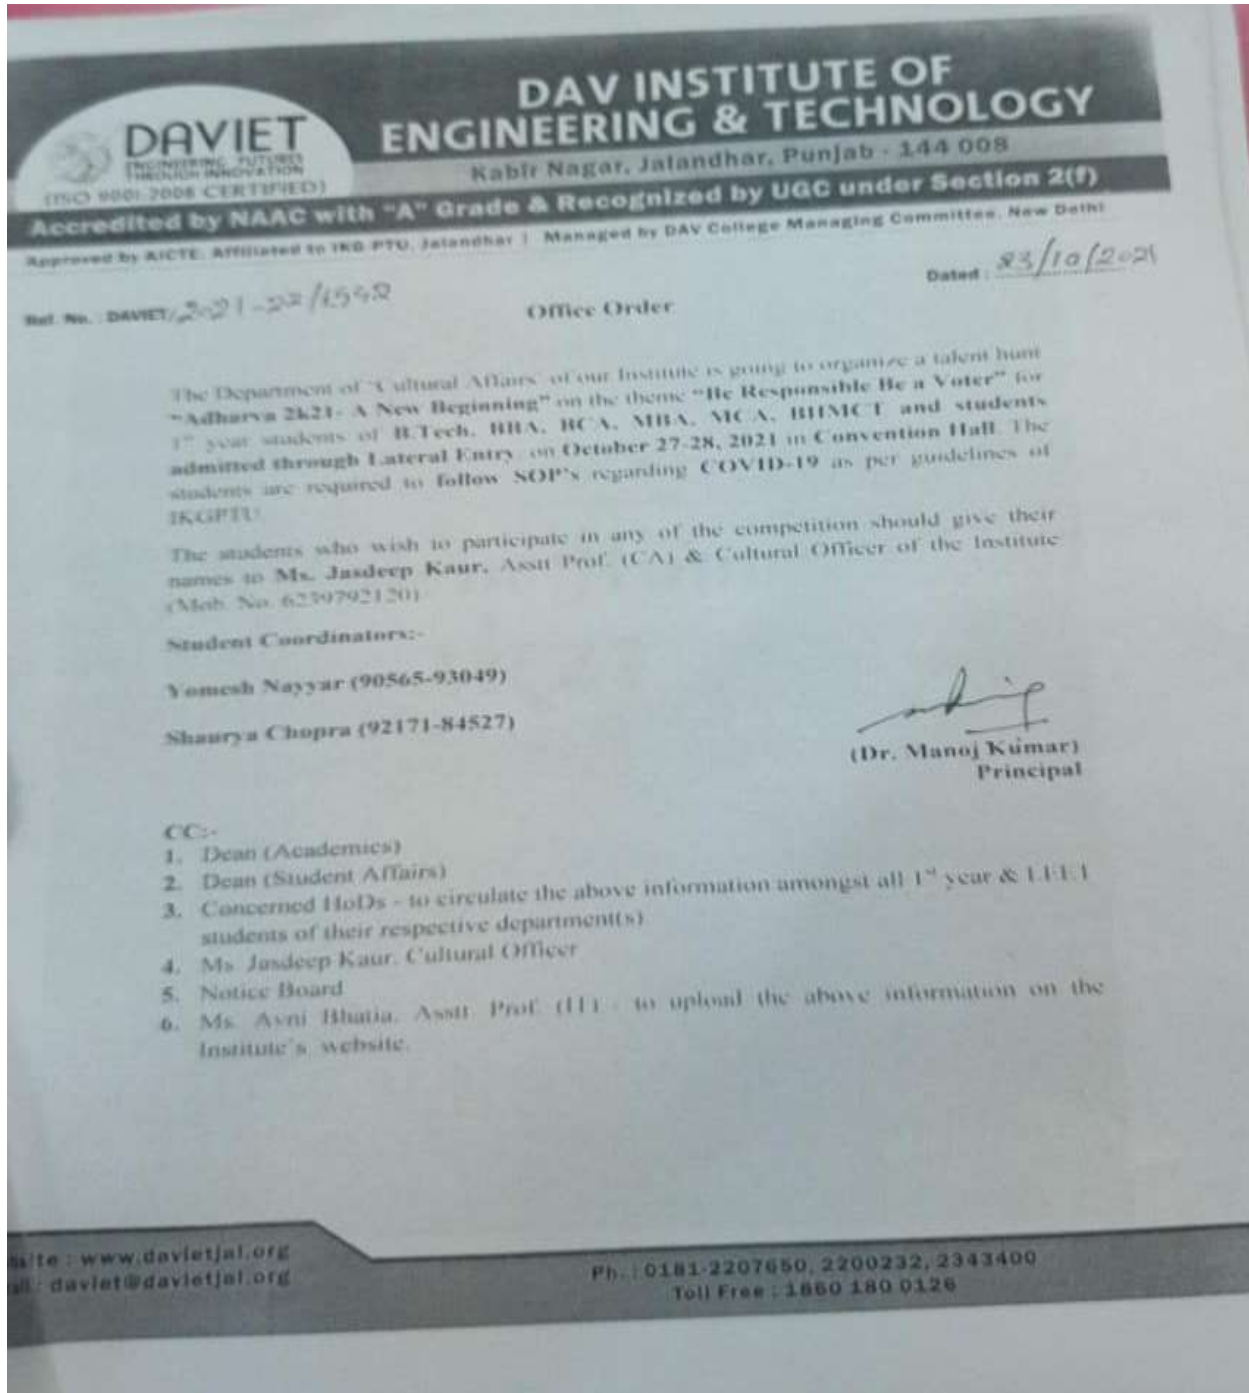 DAV INSTITUTE OF
ENGINEERING & TECHNOLOGY
DAVIET
ENGINEERING FUTURES
THROUGH INNOVATION
(ISO 9001:2008 CERTIFIED)
Kabir Nagar, Jalandhar, Punjab - 144 008
Accredited by NAAC with "A" Grade & Recognized by UGC under Section 2(f)
Approved by AICTE, Affiliated to IKG PTU, Jalandhar | Managed by DAV College Managing Committee, New Delhi
Ref. No. : DAVIET/2021-22/1542
Dated : 23/10/2021
Office Order
The Department of 'Cultural Affairs' of our Institute is going to organize a talent hunt
"Adharva 2k21- A New Beginning" on the theme "Be Responsible Be a Voter" for
1st year students of B.Tech, BBA, BCA, MBA, MCA, BHMCT and students
admitted through Lateral Entry on October 27-28, 2021 in Convention Hall. The
students are required to follow SOP's regarding COVID-19 as per guidelines of
IKGPTU.
The students who wish to participate in any of the competition should give their
names to Ms. Jasdeep Kaur, Asstt Prof. (CA) & Cultural Officer of the Institute
(Mob. No. 6239792120)
Student Coordinators:-
Yomesh Nayyar (90565-93049)
Shaurya Chopra (92171-84527)
(Dr. Manoj Kumar)
Principal
CC:-
1. Dean (Academics)
2. Dean (Student Affairs)
3. Concerned HoDs - to circulate the above information amongst all 1st year & LEET
students of their respective department(s)
4. Ms. Jasdeep Kaur, Cultural Officer
5. Notice Board
6. Ms. Avni Bhatia, Asstt. Prof. (IT) - to upload the above information on the
Institute's website.
: www.davietjal.org
: daviet@davietjal.org
Ph. : 0181-2207650, 2200232, 2343400
Toll Free : 1860 180 0126